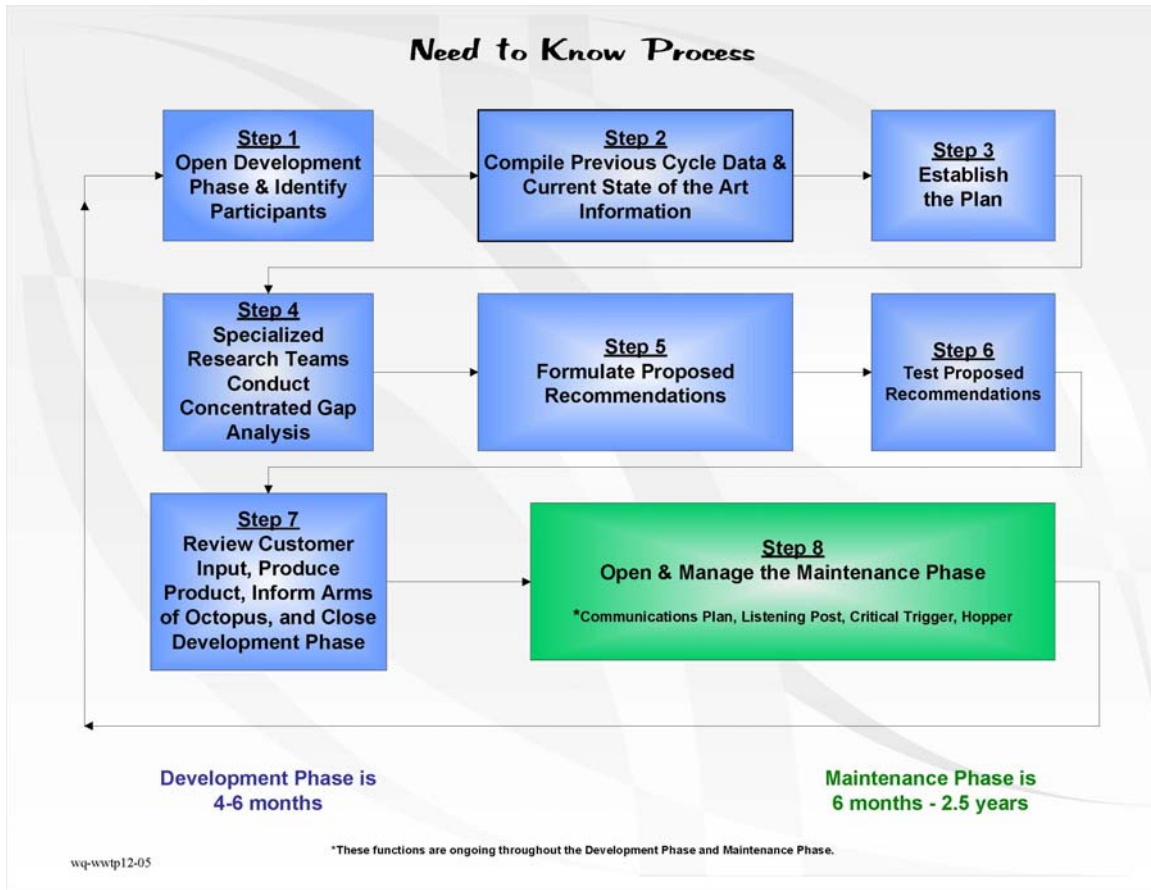 Need to Know Process
Step 1
Open Development
Phase & Identify
Participants
Step 2
Compile Previous Cycle Data &
Current State of the Art
Information
Step 3
Establish
the Plan
Step 4
Specialized
Research Teams
Conduct
Concentrated Gap
Analysis
Step 5
Formulate Proposed
Recommendations
Step 6
Test Proposed
Recommendations
Step 7
Review Customer
Input, Produce
Product, Inform Arms
of Octopus, and Close
Development Phase
Step 8
Open & Manage the Maintenance Phase
*Communications Plan, Listening Post, Critical Trigger, Hopper
Development Phase is
4-6 months
Maintenance Phase is
6 months - 2.5 years
*These functions are ongoing throughout the Development Phase and Maintenance Phase.
wq-wwtp12-05